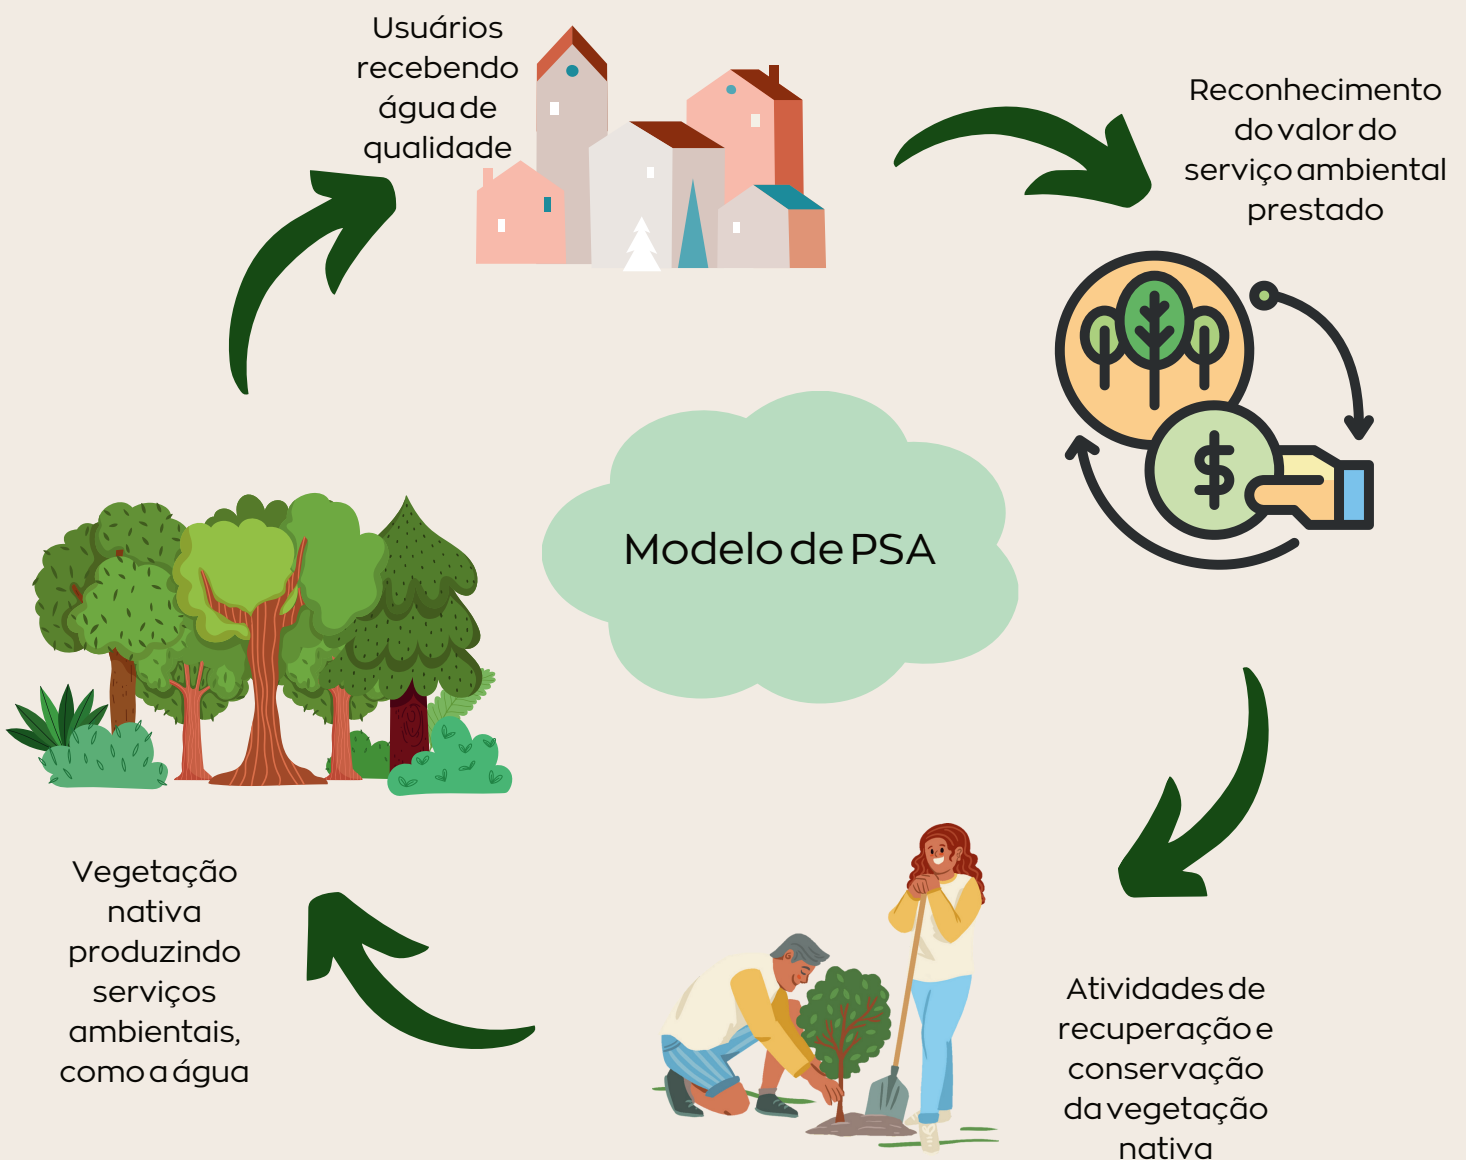 Usuários
recebendo
água de
qualidade
Reconhecimento
do valor do
serviço ambiental
prestado
$
Modelo de PSA
Vegetação
nativa
produzindo
serviços
ambientais,
como a água
Atividades de
recuperação e
conservação
da vegetação
nativa